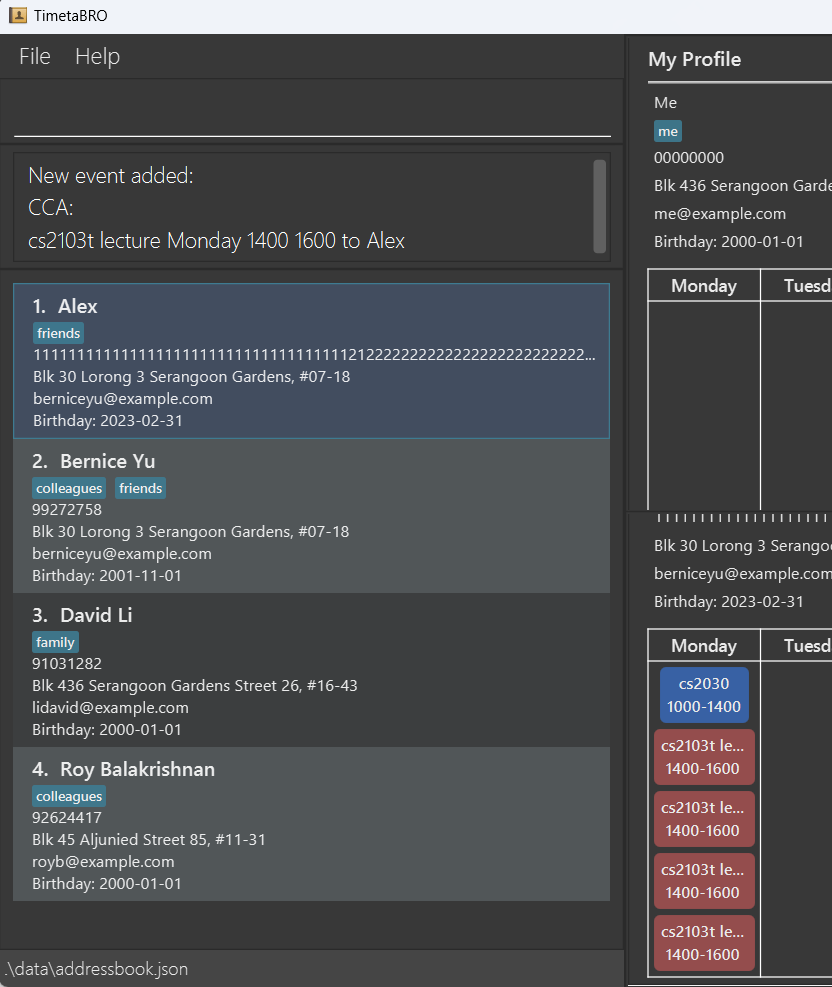 TimetaBRO
File Help
New event added:
CCA:
cs2103t lecture Monday 1400 1600 to Alex
1. Alex
friends
111111111111111111111111111111111111212222222222222222222222222...
Blk 30 Lorong 3 Serangoon Gardens, #07-18
berniceyu@example.com
Birthday: 2023-02-31
2. Bernice Yu
colleagues friends
99272758
Blk 30 Lorong 3 Serangoon Gardens, #07-18
berniceyu@example.com
Birthday: 2001-11-01
3. David Li
family
91031282
Blk 436 Serangoon Gardens Street 26, #16-43
lidavid@example.com
Birthday: 2000-01-01
4. Roy Balakrishnan
colleagues
92624417
Blk 45 Aljunied Street 85, #11-31
royb@example.com
Birthday: 2000-01-01
.\data\addressbook.json
My Profile
Me
me
00000000
Blk 436 Serangoon Garde
me@example.com
Birthday: 2000-01-01
Monday Tuesd
Blk 30 Lorong 3 Serangoo
berniceyu@example.com
Birthday: 2023-02-31
Monday Tuesd
cs2030
1000-1400
cs2103t le...
1400-1600
cs2103t le...
1400-1600
cs2103t le...
1400-1600
cs2103t le...
1400-1600